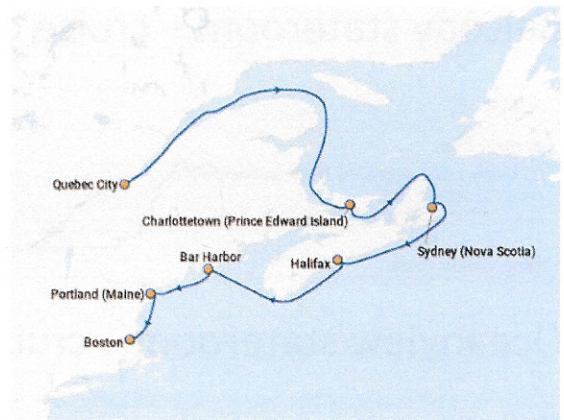 Quebec City
Charlottetown (Prince Edward Island)
Sydney (Nova Scotia)
Bar Harbor
Halifax
Portland (Maine)
Boston